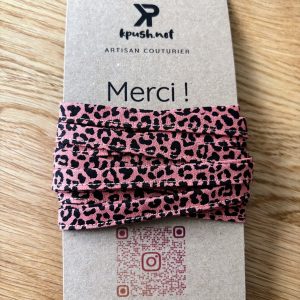 kpush.net
ARTISAN COUTURIER
Merci !